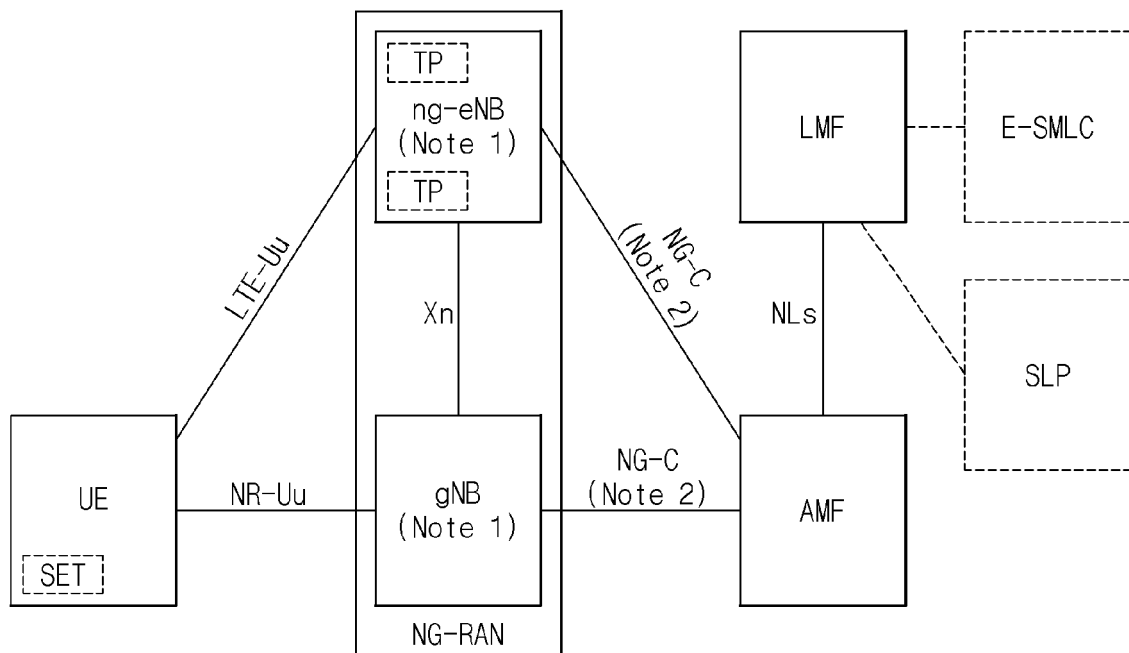 TP
ng-eNB
(Note 1)
TP
LMF
E-SMLC
LTE-Uu
Xn
NG-C
(Note 2)
NLs
SLP
UE
SET
NR-Uu
gNB
(Note 1)
NG-C
(Note 2)
AMF
NG-RAN